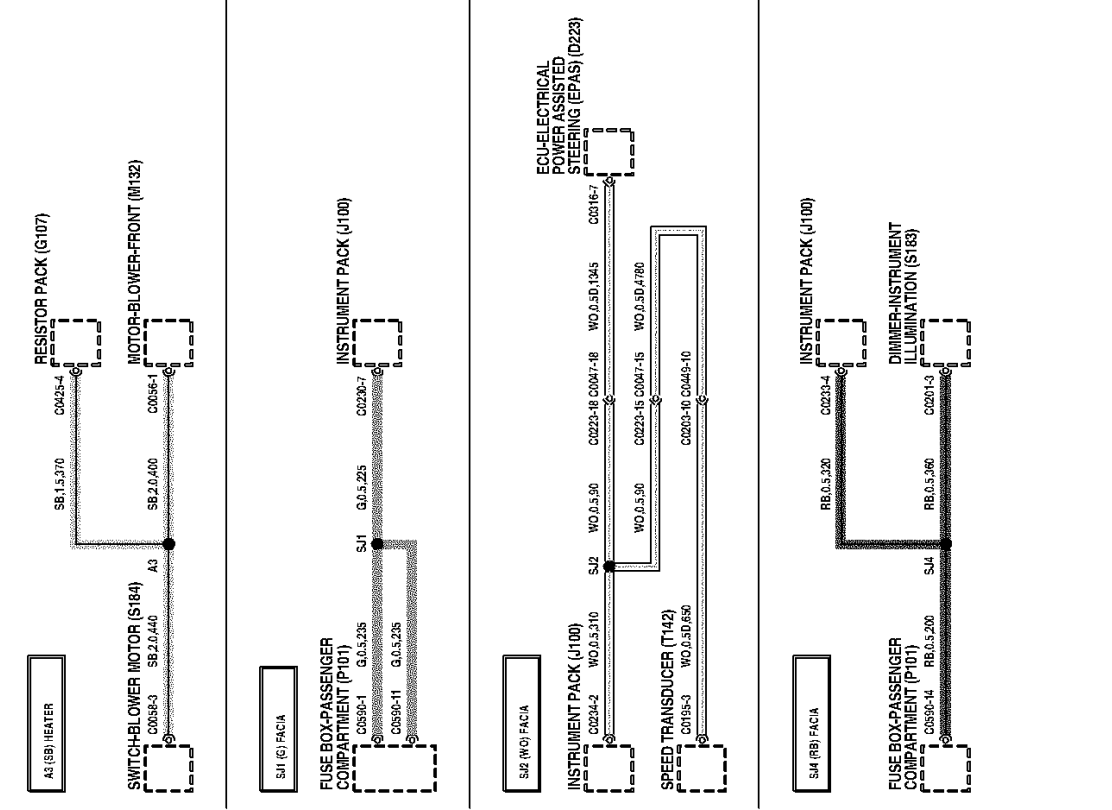 A3 (SB) HEATER
SWITCH-BLOWER MOTOR (S184)
C0058-3
SB,2.0,440
A3
SB,1.5,370
C0425-4
RESISTOR PACK (G107)
SB,2.0,400
C0056-1
MOTOR-BLOWER-FRONT (M132)
SJ1 (G) FACIA
FUSE BOX-PASSENGER
COMPARTMENT (P101)
C0590-1
G,0.5,235
C0590-11
G,0.5,235
SJ1
G,0.5,225
C0230-7
INSTRUMENT PACK (J100)
SJ2 (WO) FACIA
INSTRUMENT PACK (J100)
C0234-2
WO,0.5,310
SJ2
WO,0.5,90
C0223-18
C0047-18
WO,0.5D,1345
C0316-7
ECU-ELECTRICAL
POWER ASSISTED
STEERING (EPAS) (D223)
WO,0.5,90
C0223-15
C0047-15
WO,0.5D,4780
SPEED TRANSDUCER (T142)
C0195-3
WO,0.5D,650
C0203-10
C0449-10
SJ4 (RB) FACIA
FUSE BOX-PASSENGER
COMPARTMENT (P101)
C0590-14
RB,0.5,200
SJ4
RB,0.5,320
C0233-4
INSTRUMENT PACK (J100)
RB,0.5,360
C0201-3
DIMMER-INSTRUMENT
ILLUMINATION (S183)